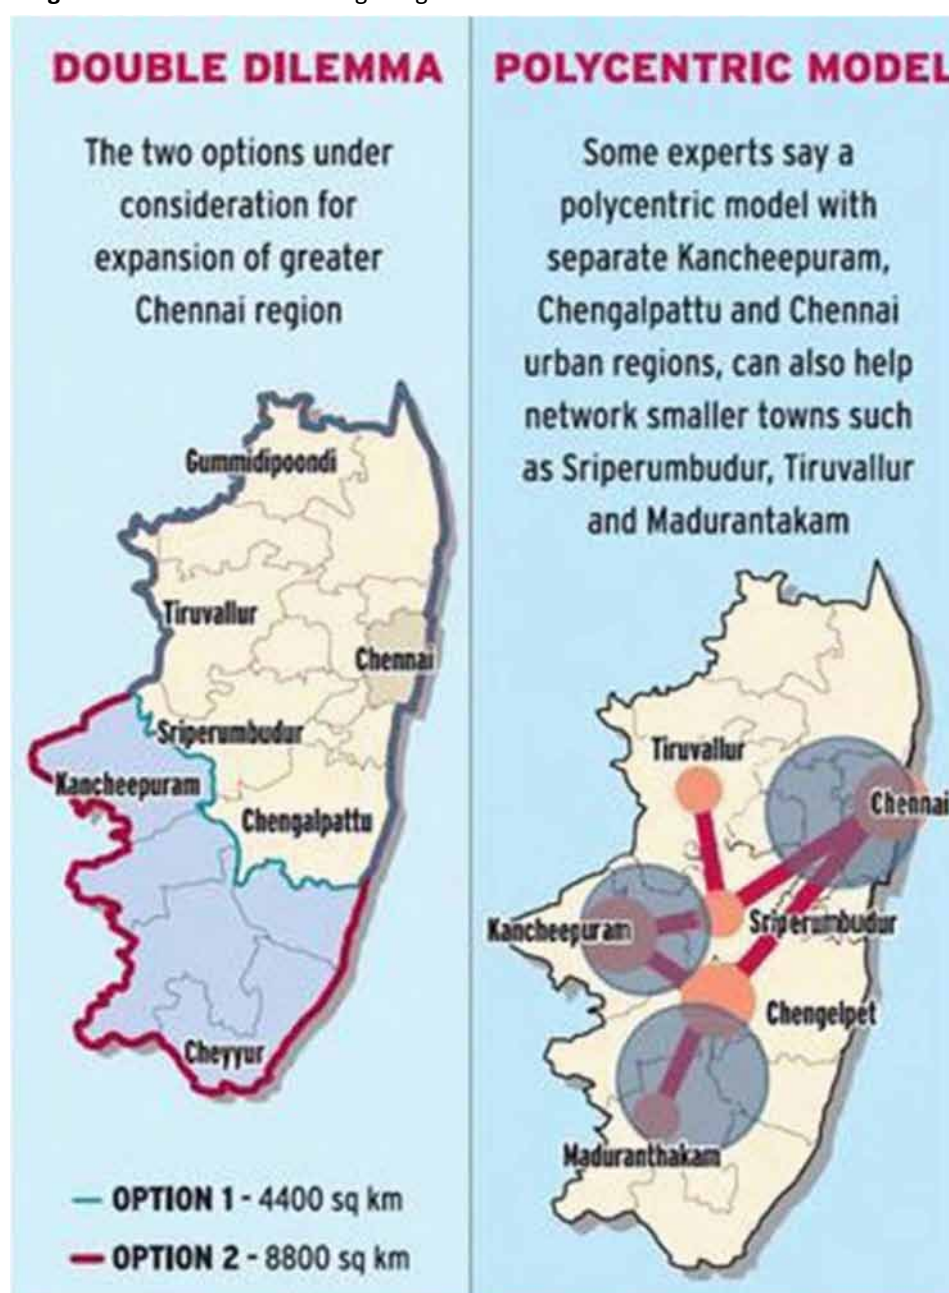 DOUBLE DILEMMA
The two options under
consideration for
expansion of greater
Chennai region
Gummidipoondi
Tiruvallur
Chennai
Sriperumbudur
Kancheepuram
Chengalpattu
Cheyyur
OPTION 1 - 4400 sq km
OPTION 2 - 8800 sq km
POLYCENTRIC MODEL
Some experts say a
polycentric model with
separate Kancheepuram,
Chengalpattu and Chennai
urban regions, can also help
network smaller towns such
as Sriperumbudur, Tiruvallur
and Madurantakam
Tiruvallur
Chennai
Kancheepuram
Sriperumbudur
Chengelpet
Maduranthakam